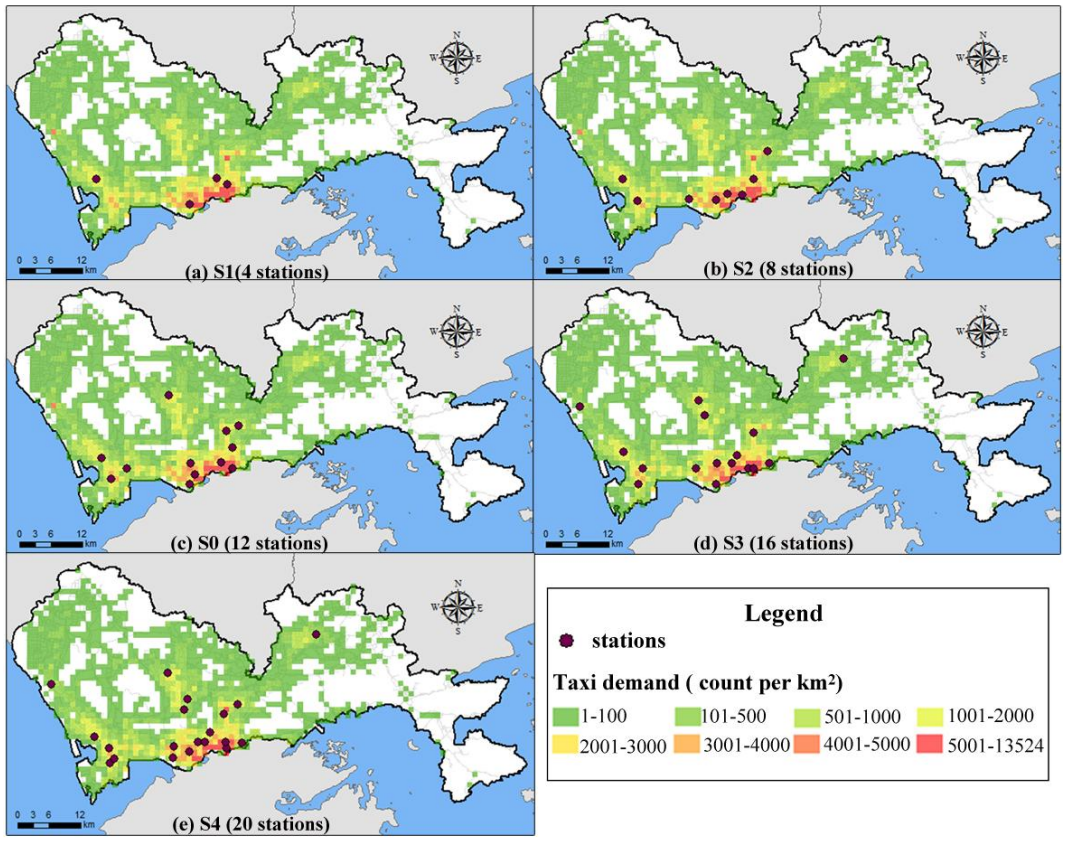 N
W E
S
0 3 6 12
km
(a) S1(4 stations)
N
W E
S
0 3 6 12
km
(b) S2 (8 stations)
N
W E
S
0 3 6 12
km
(c) S0 (12 stations)
N
W E
S
0 3 6 12
km
(d) S3 (16 stations)
N
W E
S
0 3 6 12
km
(e) S4 (20 stations)
Legend
stations
Taxi demand ( count per km²)
1-100 101-500 501-1000 1001-2000
2001-3000 3001-4000 4001-5000 5001-13524